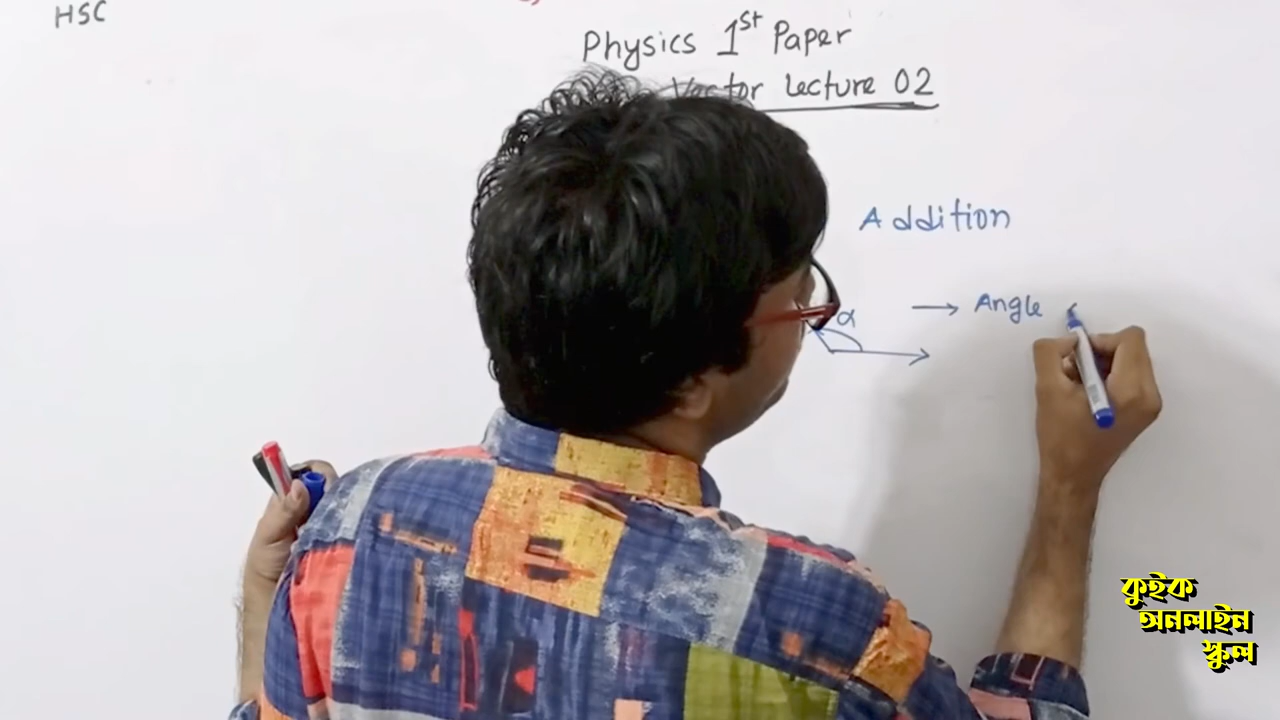 HSC
Physics 1st Paper
Vector Lecture 02
Addition
α
→ Angle
কুইক
অনলাইন
স্কুল